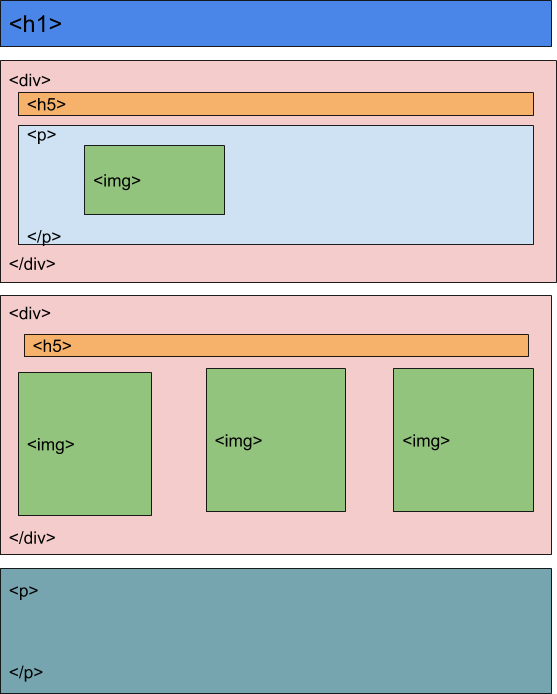 <h1>
<div>
<h5>
<p>
<img>
</p>
</div>
<div>
<h5>
<img> <img> <img>
</div>
<p>
</p>